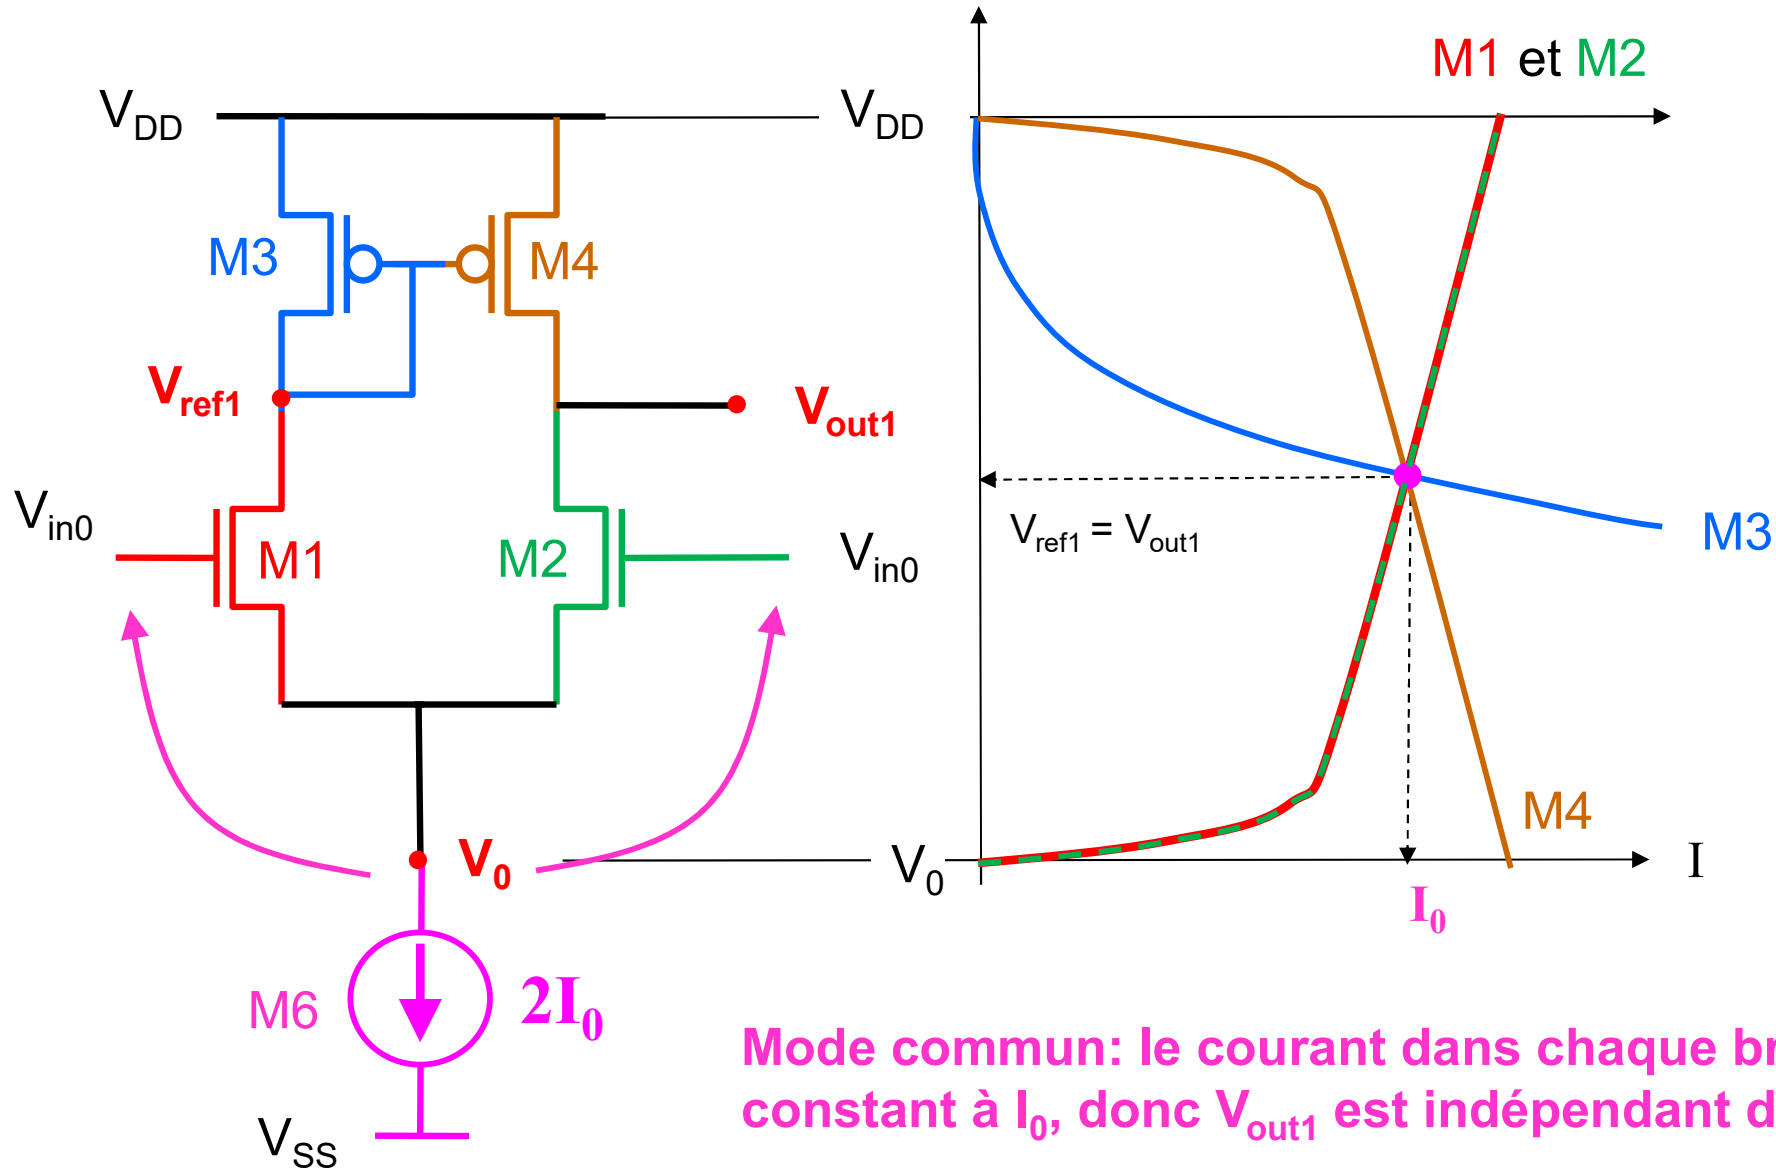 M1 et M2
VDD
VDD
M3
M4
Vref1
Vout1
Vin0
M1
M2
Vin0
Vref1 = Vout1
M3
M4
V0
V0
I
I0
M6
2I0
VSS
Mode commun: le courant dans chaque
constant à I0, donc Vout1 est indépendant